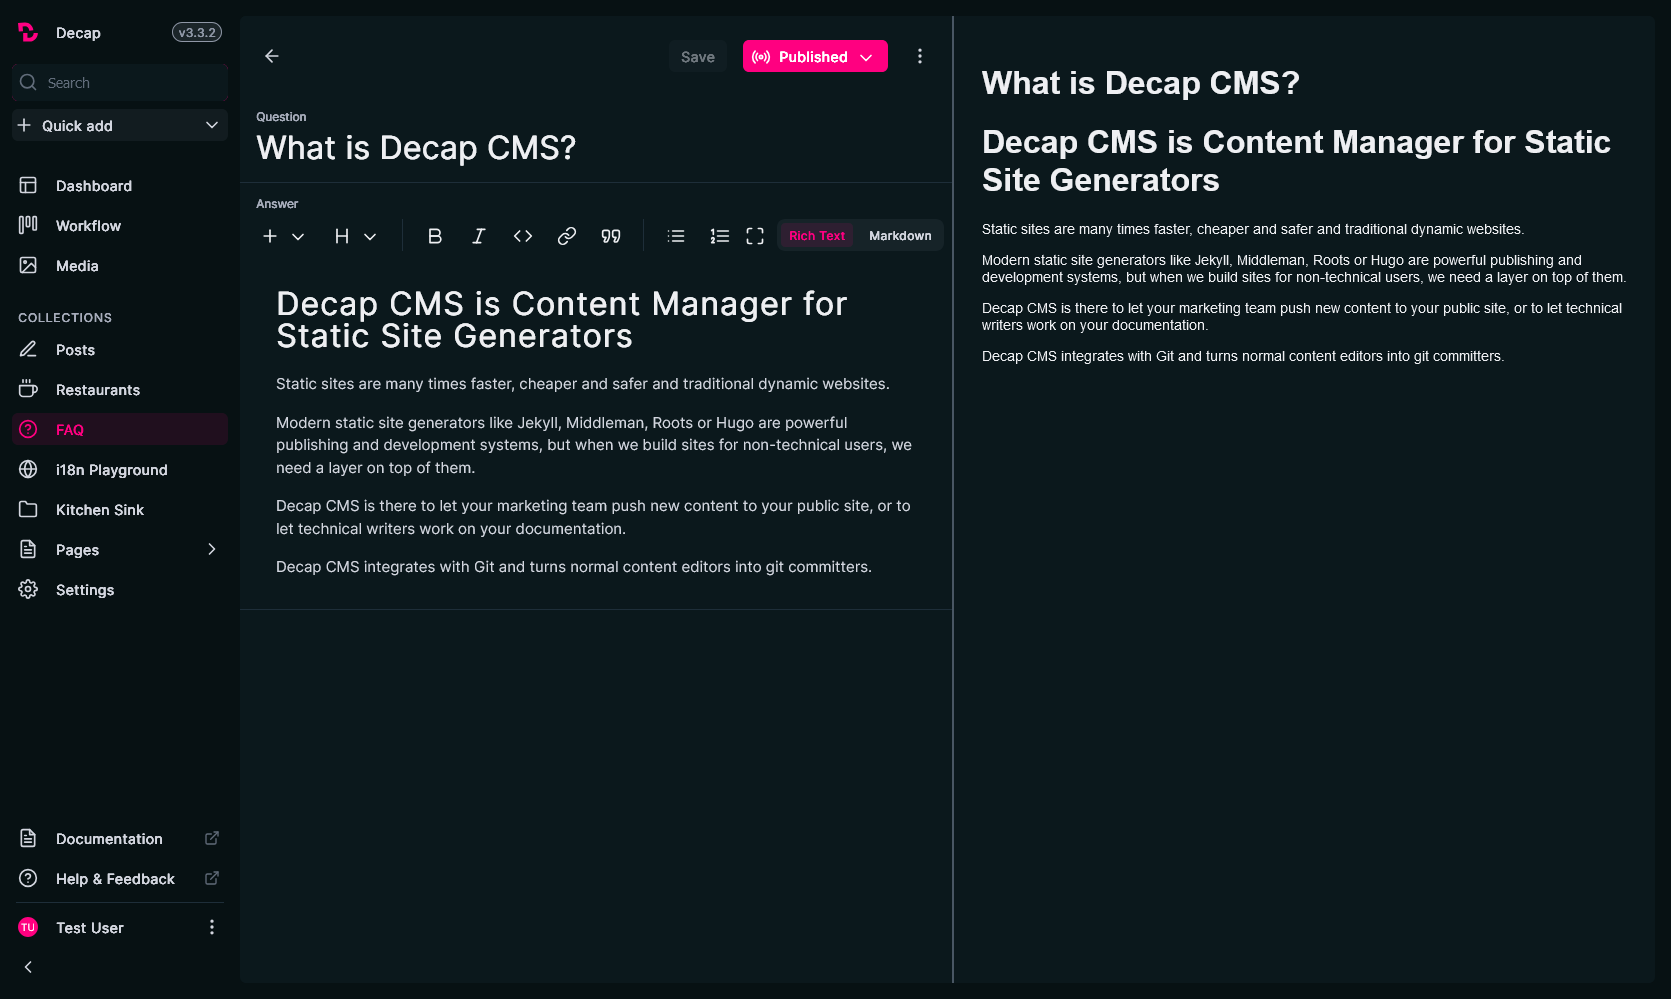 Decap
v3.3.2
Search
Quick add
Dashboard
Workflow
Media
COLLECTIONS
Posts
Restaurants
FAQ
i18n Playground
Kitchen Sink
Pages
Settings
Documentation
Help & Feedback
TU
Test User
Save
Published
Question
What is Decap CMS?
Answer
H
B
I
Rich Text
Markdown
Decap CMS is Content Manager for
Static Site Generators
Static sites are many times faster, cheaper and safer and traditional dynamic websites.
Modern static site generators like Jekyll, Middleman, Roots or Hugo are powerful
publishing and development systems, but when we build sites for non-technical users, we
need a layer on top of them.
Decap CMS is there to let your marketing team push new content to your public site, or to
let technical writers work on your documentation.
Decap CMS integrates with Git and turns normal content editors into git committers.
What is Decap CMS?
Decap CMS is Content Manager for Static
Site Generators
Static sites are many times faster, cheaper and safer and traditional dynamic websites.
Modern static site generators like Jekyll, Middleman, Roots or Hugo are powerful publishing and
development systems, but when we build sites for non-technical users, we need a layer on top of them.
Decap CMS is there to let your marketing team push new content to your public site, or to let technical
writers work on your documentation.
Decap CMS integrates with Git and turns normal content editors into git committers.